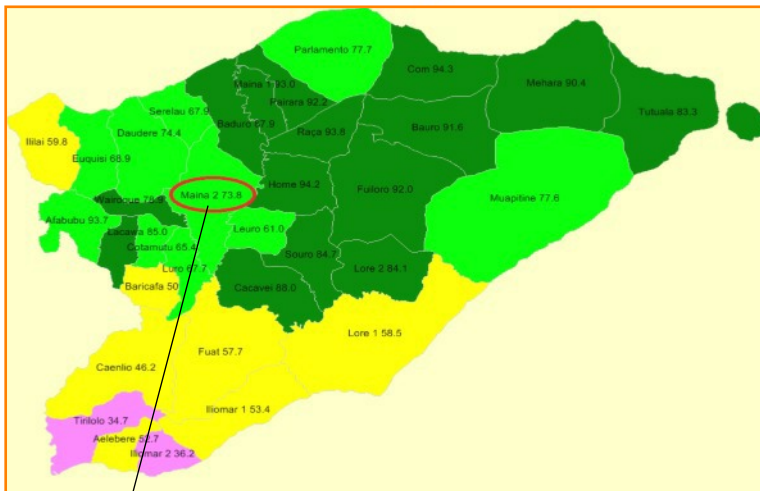 Parlamento 77.7
Com 94.3
Mehara 90.4
Tutuala 83.3
Maina 1 93.0
Pairara 92.2
Serelau 67.9
Baduro 67.9
Daudere 74.4
Raça 93.8
Bauro 91.6
Ililai 59.8
Euquisi 68.9
Home 94.2
Fuiloro 92.0
Maina 2 73.8
Muapitine 77.6
Wairoque 78.9
Afabubu 93.7
Lacawa 85.0
Cotamutu 65.4
Leuro 61.0
Souro 84.7
Lore 2 84.1
Luro 67.7
Baricafa 50
Cacavei 88.0
Lore 1 58.5
Fuat 57.7
Caenlio 46.2
Iliomar 1 53.4
Tirilolo 34.7
Aelebere 52.7
Iliomar 2 36.2